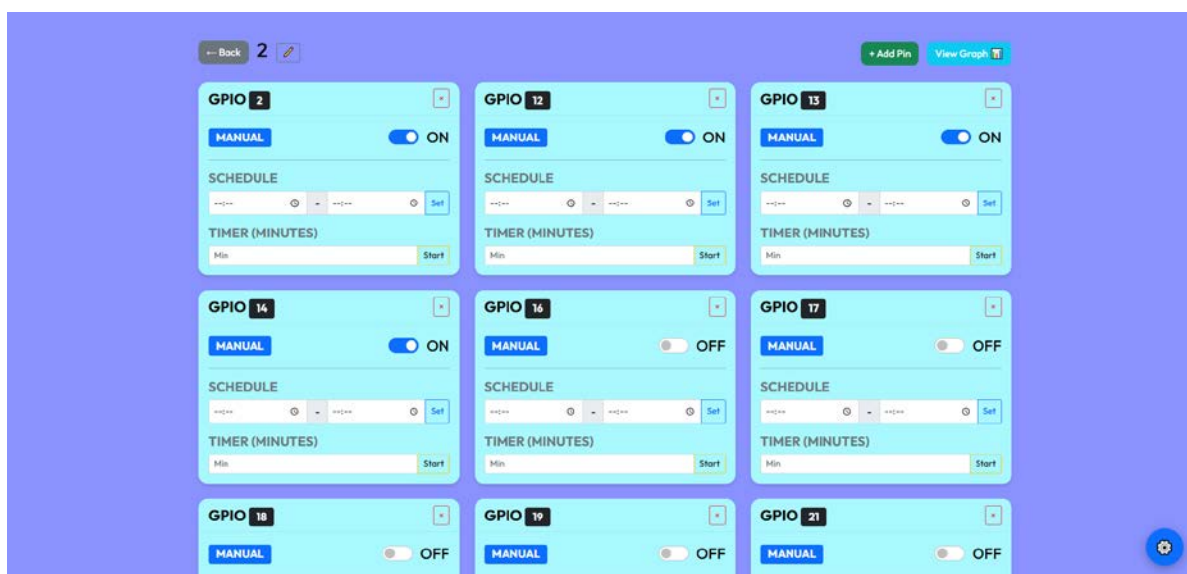 ← Back 2 + Add Pin View Graph
GPIO 2 GPIO 12 GPIO 13
MANUAL ON MANUAL ON MANUAL ON
SCHEDULE SCHEDULE SCHEDULE
--:-- - --:-- Set --:-- - --:-- Set --:-- - --:-- Set
TIMER (MINUTES) TIMER (MINUTES) TIMER (MINUTES)
Min Start Min Start Min Start
GPIO 14 GPIO 16 GPIO 17
MANUAL ON MANUAL OFF MANUAL OFF
SCHEDULE SCHEDULE SCHEDULE
--:-- - --:-- Set --:-- - --:-- Set --:-- - --:-- Set
TIMER (MINUTES) TIMER (MINUTES) TIMER (MINUTES)
Min Start Min Start Min Start
GPIO 18 GPIO 19 GPIO 21
MANUAL OFF MANUAL OFF MANUAL OFF